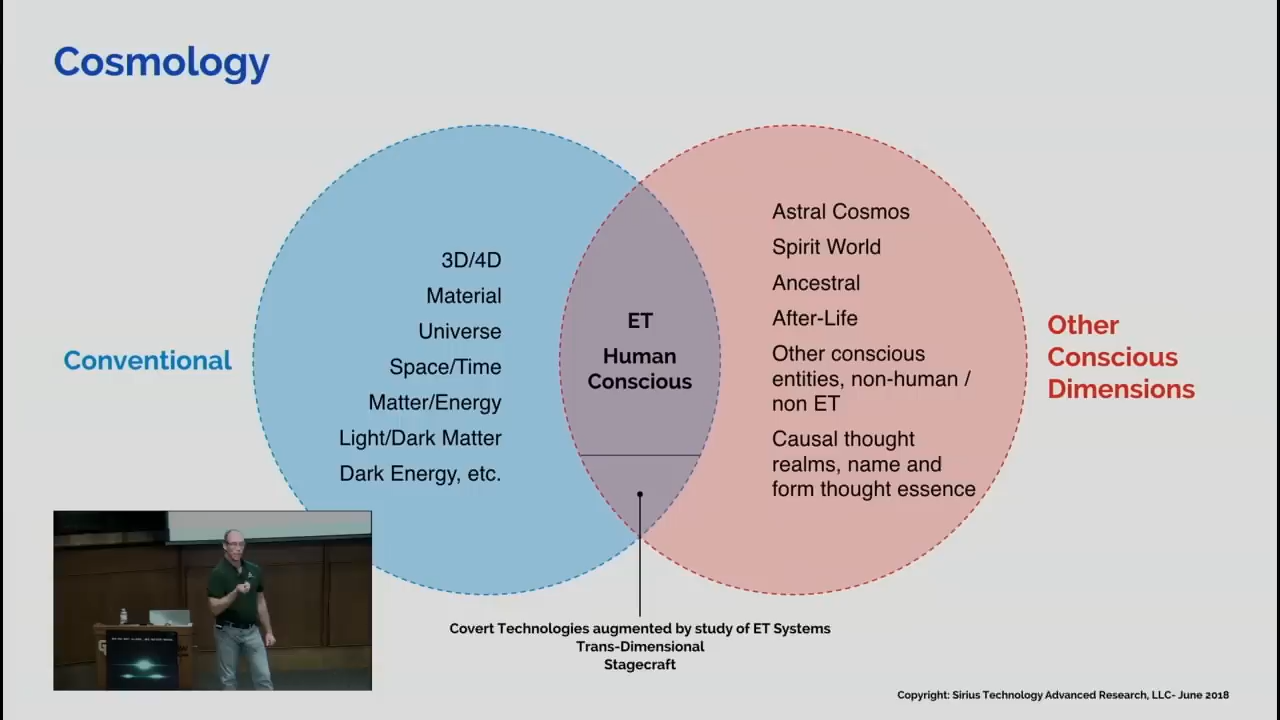 Cosmology
Conventional
3D/4D
Material
Universe
Space/Time
Matter/Energy
Light/Dark Matter
Dark Energy, etc.
ET
Human
Conscious
Astral Cosmos
Spirit World
Ancestral
After-Life
Other conscious
entities, non-human /
non ET
Causal thought
realms, name and
form thought essence
Other
Conscious
Dimensions
Covert Technologies augmented by study of ET Systems
Trans-Dimensional
Stagecraft
Copyright: Sirius Technology Advanced Research, LLC- June 2018